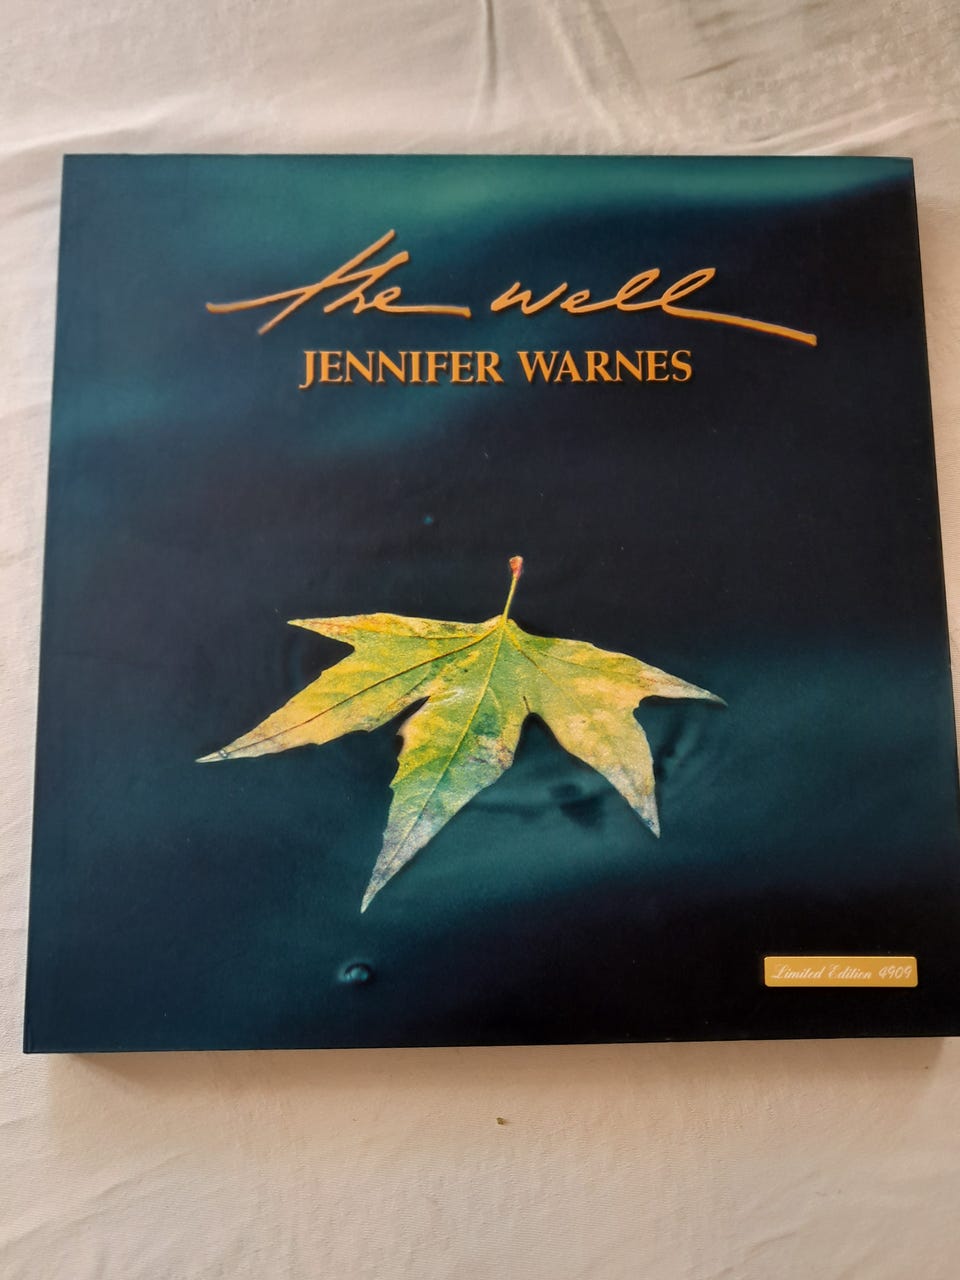 the well
JENNIFER WARNES
Limited Edition 4909